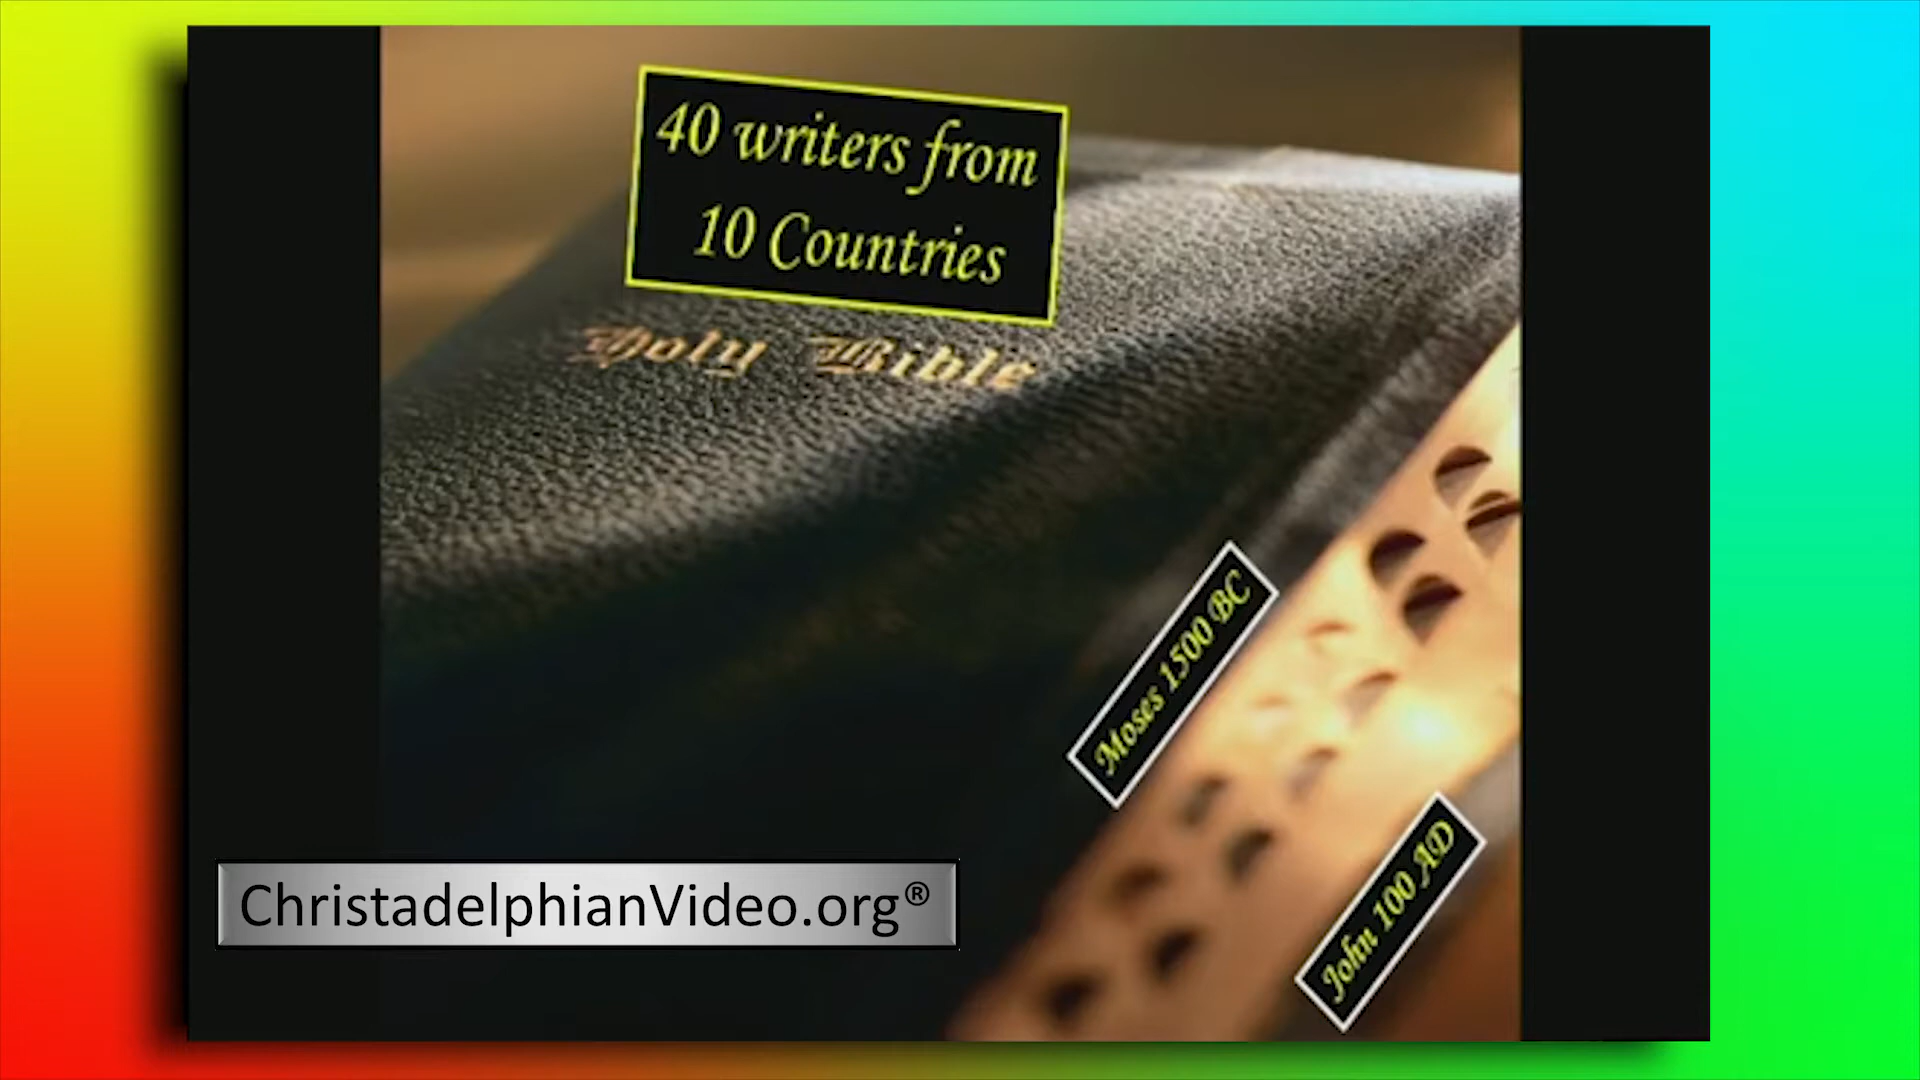 40 writers from
10 Countries
Holy Bible
Moses 1500 BC
John 100 AD
ChristadelphianVideo.org®